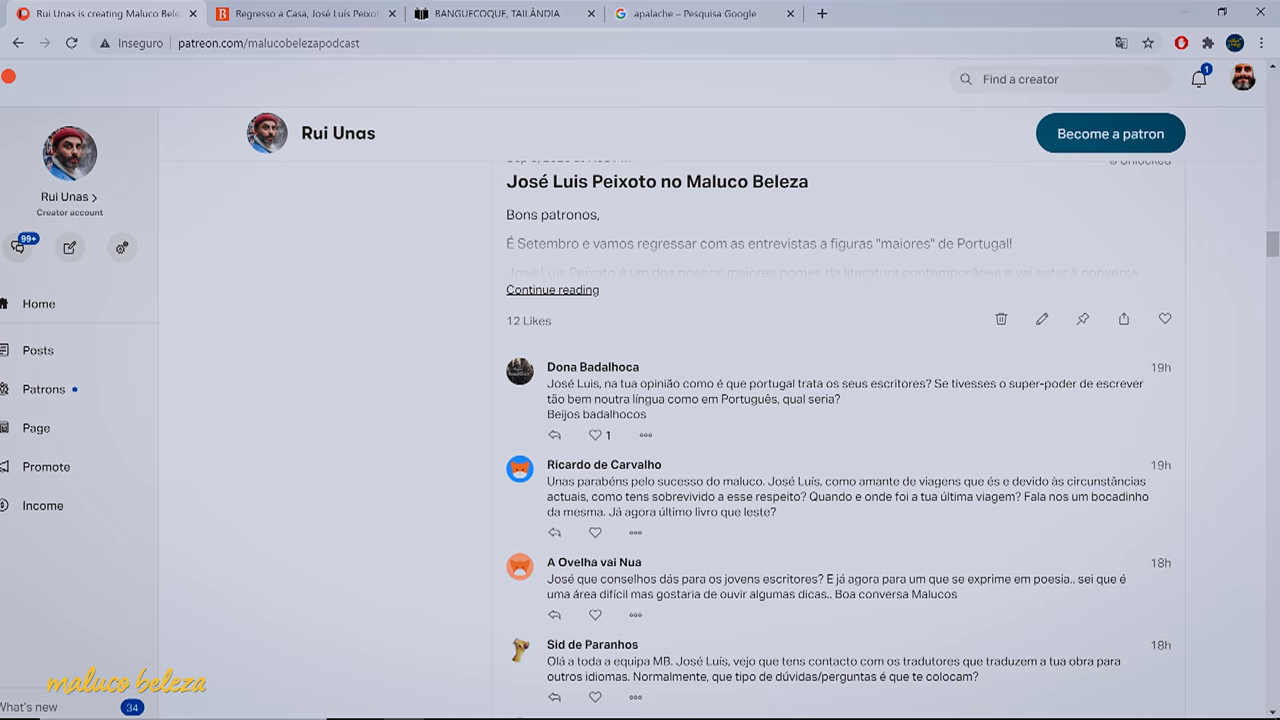 Rui Unas is creating Maluco Bele
Regresso a Casa, José Luís Peixot
BANGUECOQUE, TAILÂNDIA
apalache – Pesquisa Google
Inseguro
patreon.com/malucobelezapodcast
Find a creator
1
Rui Unas
Become a patron
Rui Unas
Creator account
99+
Home
Posts
Patrons
Page
Promote
Income
What's new
34
maluco beleza
Unlocked
José Luis Peixoto no Maluco Beleza
Bons patronos,
É Setembro e vamos regressar com as entrevistas a figuras "maiores" de Portugal!
José Luis Peixoto é um dos nossos maiores nomes da literatura contemporânea e vai estar à conversa
Continue reading
12 Likes
Dona Badalhoca
19h
José Luis, na tua opinião como é que portugal trata os seus escritores? Se tivesses o super-poder de escrever
tão bem noutra língua como em Português, qual seria?
Beijos badalhocos
1
Ricardo de Carvalho
19h
Unas parabéns pelo sucesso do maluco. José Luís, como amante de viagens que és e devido às circunstâncias
actuais, como tens sobrevivido a esse respeito? Quando e onde foi a tua última viagem? Fala nos um bocadinho
da mesma. Já agora último livro que leste?
A Ovelha vai Nua
18h
José que conselhos dás para os jovens escritores? E já agora para um que se exprime em poesia.. sei que é
uma área difícil mas gostaria de ouvir algumas dicas.. Boa conversa Malucos
Sid de Paranhos
18h
Olá a toda a equipa MB. José Luís, vejo que tens contacto com os tradutores que traduzem a tua obra para
outros idiomas. Normalmente, que tipo de dúvidas/perguntas é que te colocam?